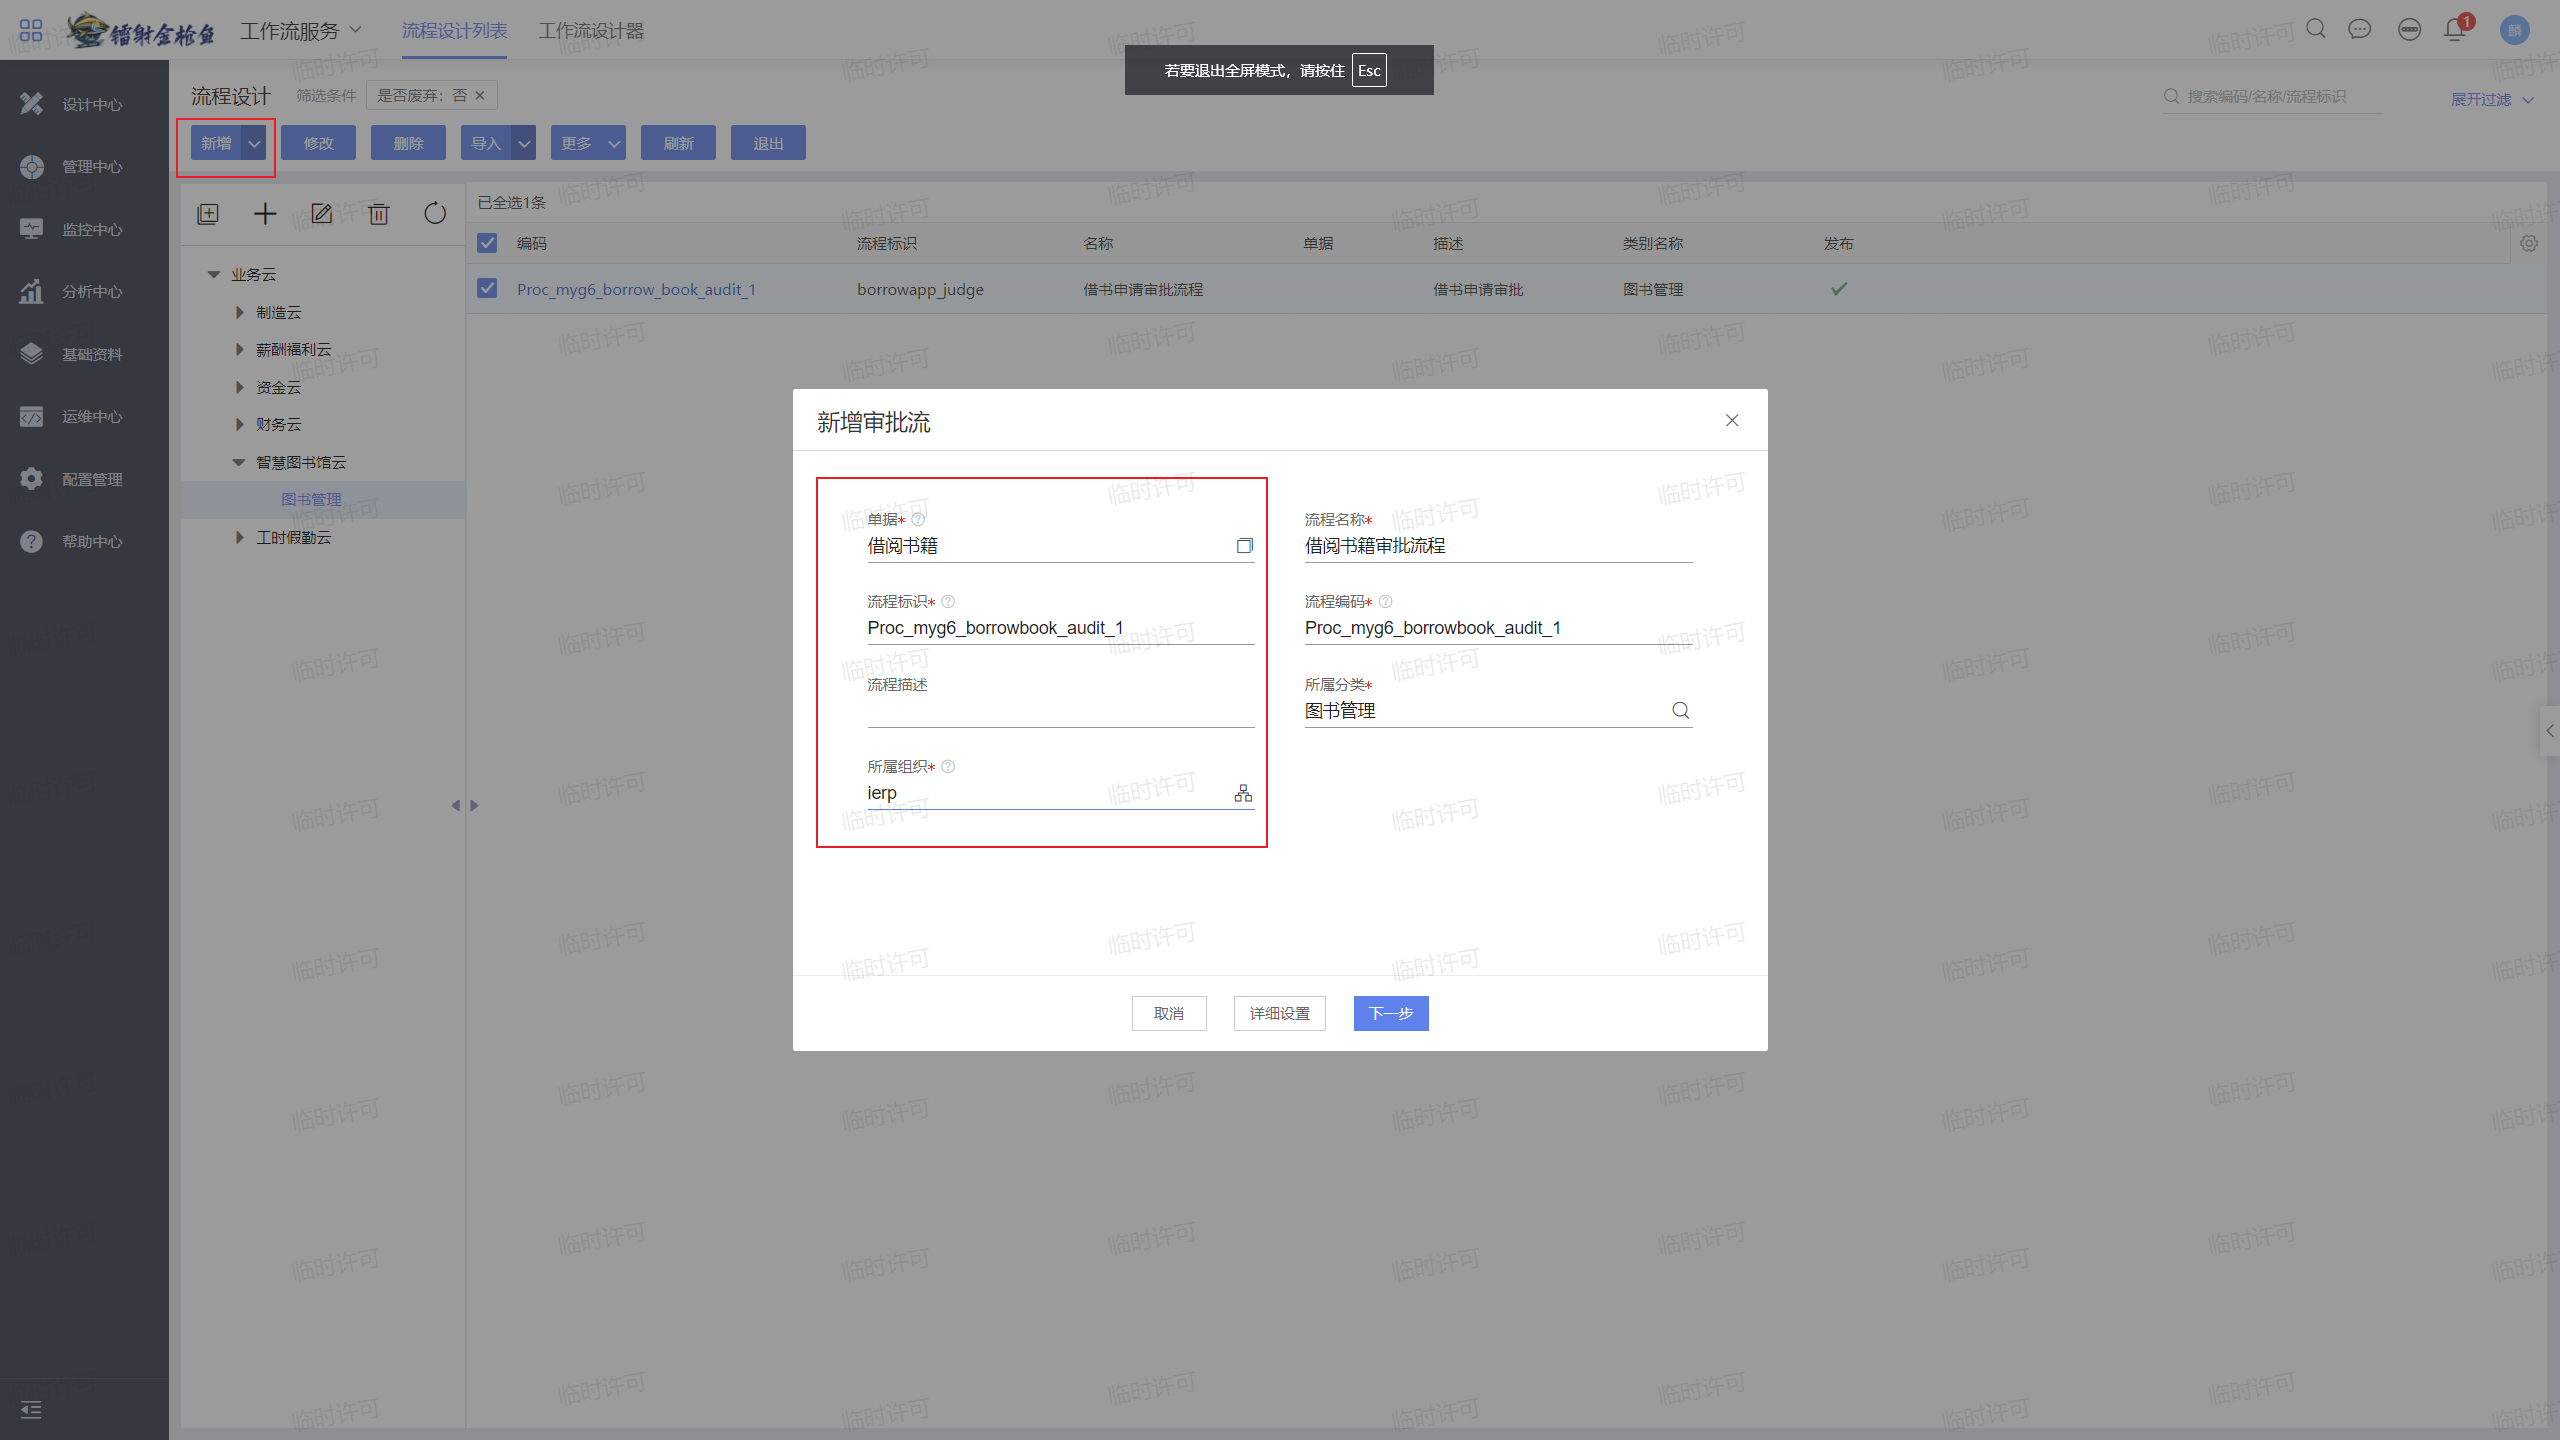 镭射金枪鱼
工作流服务
流程设计列表
工作流设计器
1
麟
若要退出全屏模式，请按住 Esc
设计中心
管理中心
监控中心
分析中心
基础资料
运维中心
配置管理
帮助中心
流程设计
筛选条件
是否废弃：否 ×
搜索编码/名称/流程标识
展开过滤
新增
修改
删除
导入
更多
刷新
退出
业务云
制造云
薪酬福利云
资金云
财务云
智慧图书馆云
图书管理
工时假勤云
已全选1条
编码 流程标识 名称 单据 描述 类别名称 发布
Proc_myg6_borrow_book_audit_1 borrowapp_judge 借书申请审批流程 借书申请审批 图书管理
新增审批流
单据*
借阅书籍
流程名称*
借阅书籍审批流程
流程标识*
Proc_myg6_borrowbook_audit_1
流程编码*
Proc_myg6_borrowbook_audit_1
流程描述
所属分类*
图书管理
所属组织*
ierp
取消
详细设置
下一步
临时许可